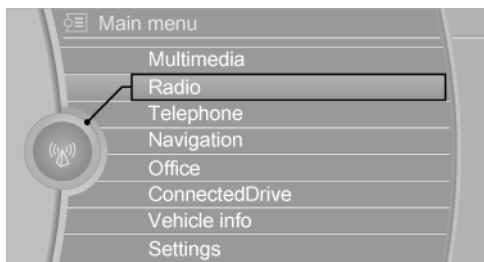 Main menu
Multimedia
Radio
Telephone
Navigation
Office
ConnectedDrive
Vehicle info
Settings